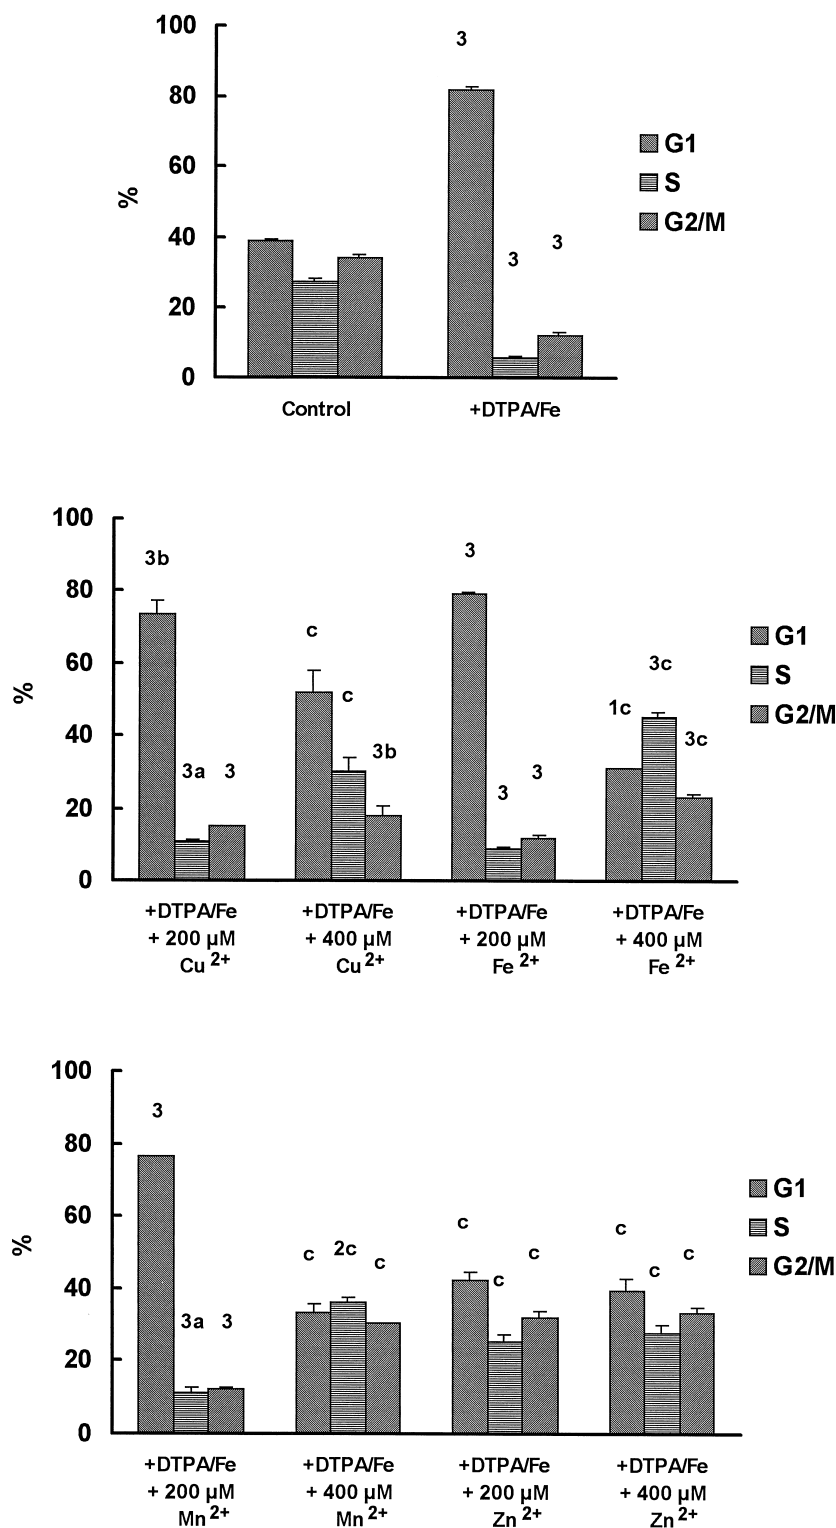 100
80
60
40
20
0
%
3
3
3
G1
S
G2/M
Control
+DTPA/Fe
100
80
60
40
20
0
%
3b
3a
3
c
c
3b
3
3
3
1c
3c
3c
G1
S
G2/M
+DTPA/Fe
+ 200 µM
Cu 2+
+DTPA/Fe
+ 400 µM
Cu 2+
+DTPA/Fe
+ 200 µM
Fe 2+
+DTPA/Fe
+ 400 µM
Fe 2+
100
80
60
40
20
0
%
3
3a
3
c
2c
c
c
c
c
c
c
c
G1
S
G2/M
+DTPA/Fe
+ 200 µM
Mn 2+
+DTPA/Fe
+ 400 µM
Mn 2+
+DTPA/Fe
+ 200 µM
Zn 2+
+DTPA/Fe
+ 400 µM
Zn 2+